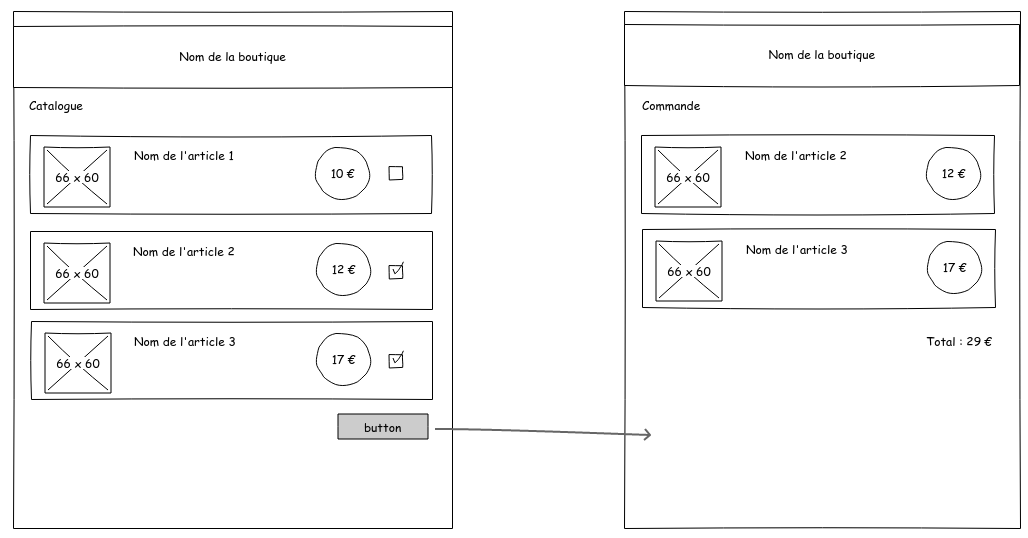 Nom de la boutique
Catalogue
66 x 60
Nom de l'article 1
10 €
66 x 60
Nom de l'article 2
12 €
66 x 60
Nom de l'article 3
17 €
button
Nom de la boutique
Commande
66 x 60
Nom de l'article 2
12 €
66 x 60
Nom de l'article 3
17 €
Total : 29 €